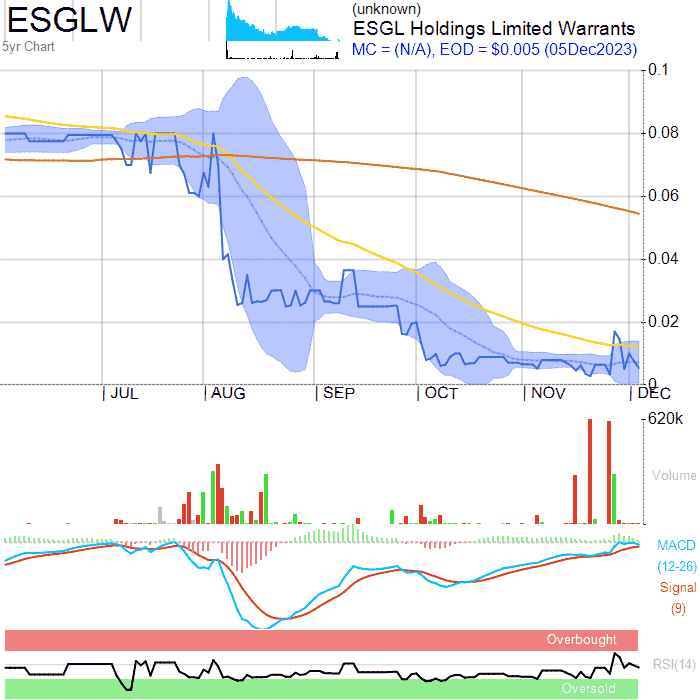 ESGLW
5yr Chart
(unknown)
ESGL Holdings Limited Warrants
MC = (N/A), EOD = $0.005 (05Dec2023)
0.1
0.08
0.06
0.04
0.02
0
JUL AUG SEP OCT NOV DEC
620k
Volume
MACD
(12-26)
Signal
(9)
Overbought
RSI(14)
Oversold